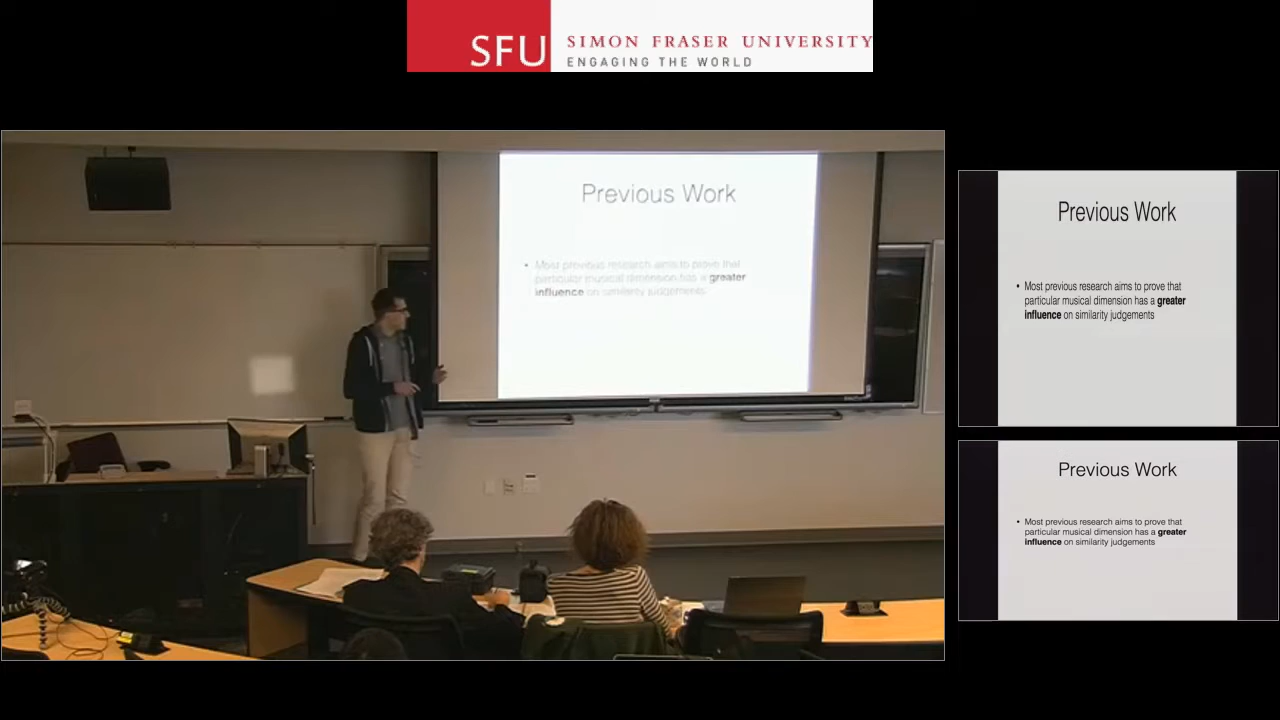 SFU SIMON FRASER UNIVERSITY
ENGAGING THE WORLD
Previous Work
• Most previous research aims to prove that
particular musical dimension has a greater
influence on similarity judgements
Previous Work
• Most previous research aims to prove that
particular musical dimension has a greater
influence on similarity judgements
Previous Work
• Most previous research aims to prove that
particular musical dimension has a greater
influence on similarity judgements